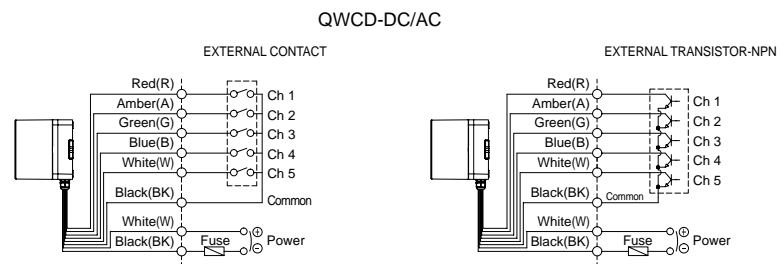 QWCD-DC/AC
EXTERNAL CONTACT
Red(R)
Amber(A)
Green(G)
Blue(B)
White(W)
Black(BK)
White(W)
Black(BK)
Ch 1
Ch 2
Ch 3
Ch 4
Ch 5
Common
Fuse
Power
EXTERNAL TRANSISTOR-NPN
Red(R)
Amber(A)
Green(G)
Blue(B)
White(W)
Black(BK)
White(W)
Black(BK)
Ch 1
Ch 2
Ch 3
Ch 4
Ch 5
Common
Fuse
Power